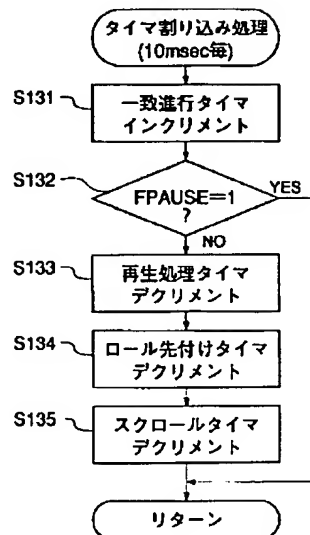 タイマ割り込み処理
(10msec毎)
S131
一致進行タイマ
インクリメント
S132
FPAUSE=1
?
YES
NO
S133
再生処理タイマ
デクリメント
S134
ロール先付けタイマ
デクリメント
S135
スクロールタイマ
デクリメント
リターン